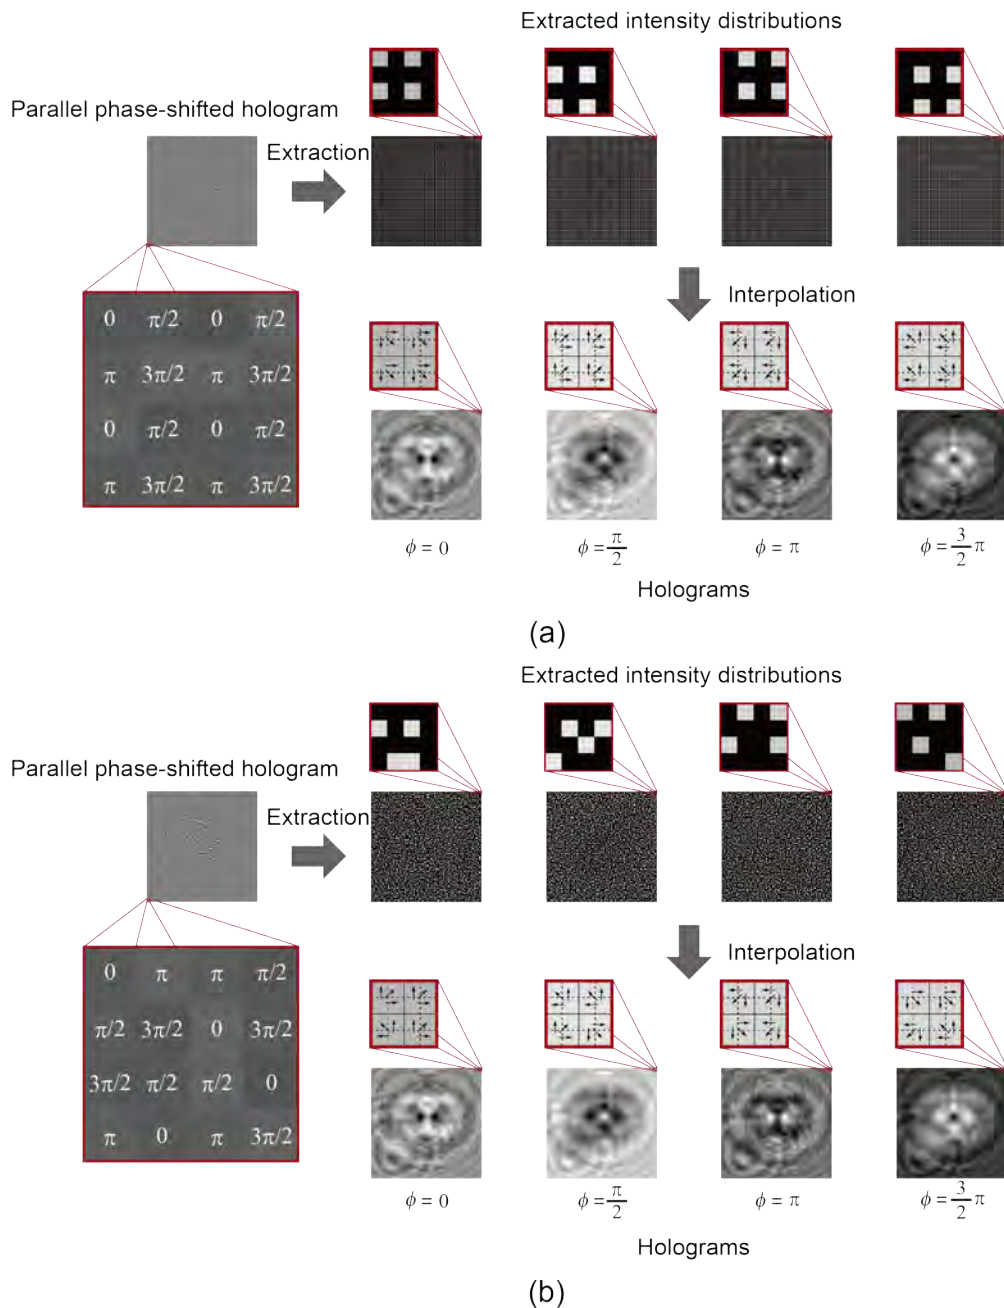 Extracted intensity distributions
Parallel phase-shifted hologram
Extraction
0 π/2 0 π/2
π 3π/2 π 3π/2
0 π/2 0 π/2
π 3π/2 π 3π/2
Interpolation
ϕ = 0
ϕ = π/2
ϕ = π
ϕ = 3/2 π
Holograms
(a)
Extracted intensity distributions
Parallel phase-shifted hologram
Extraction
0 π π π/2
π/2 3π/2 0 3π/2
3π/2 π/2 π/2 0
π 0 π 3π/2
Interpolation
ϕ = 0
ϕ = π/2
ϕ = π
ϕ = 3/2 π
Holograms
(b)